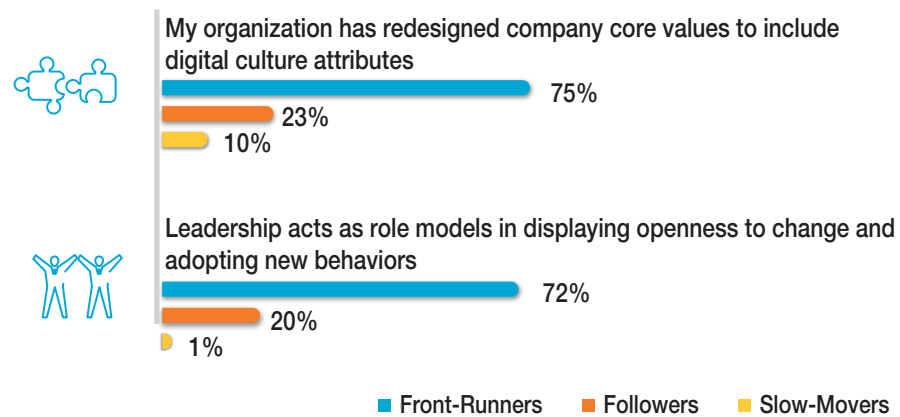 My organization has redesigned company core values to include
digital culture attributes
75%
23%
10%
Leadership acts as role models in displaying openness to change and
adopting new behaviors
72%
20%
1%
Front-Runners Followers Slow-Movers